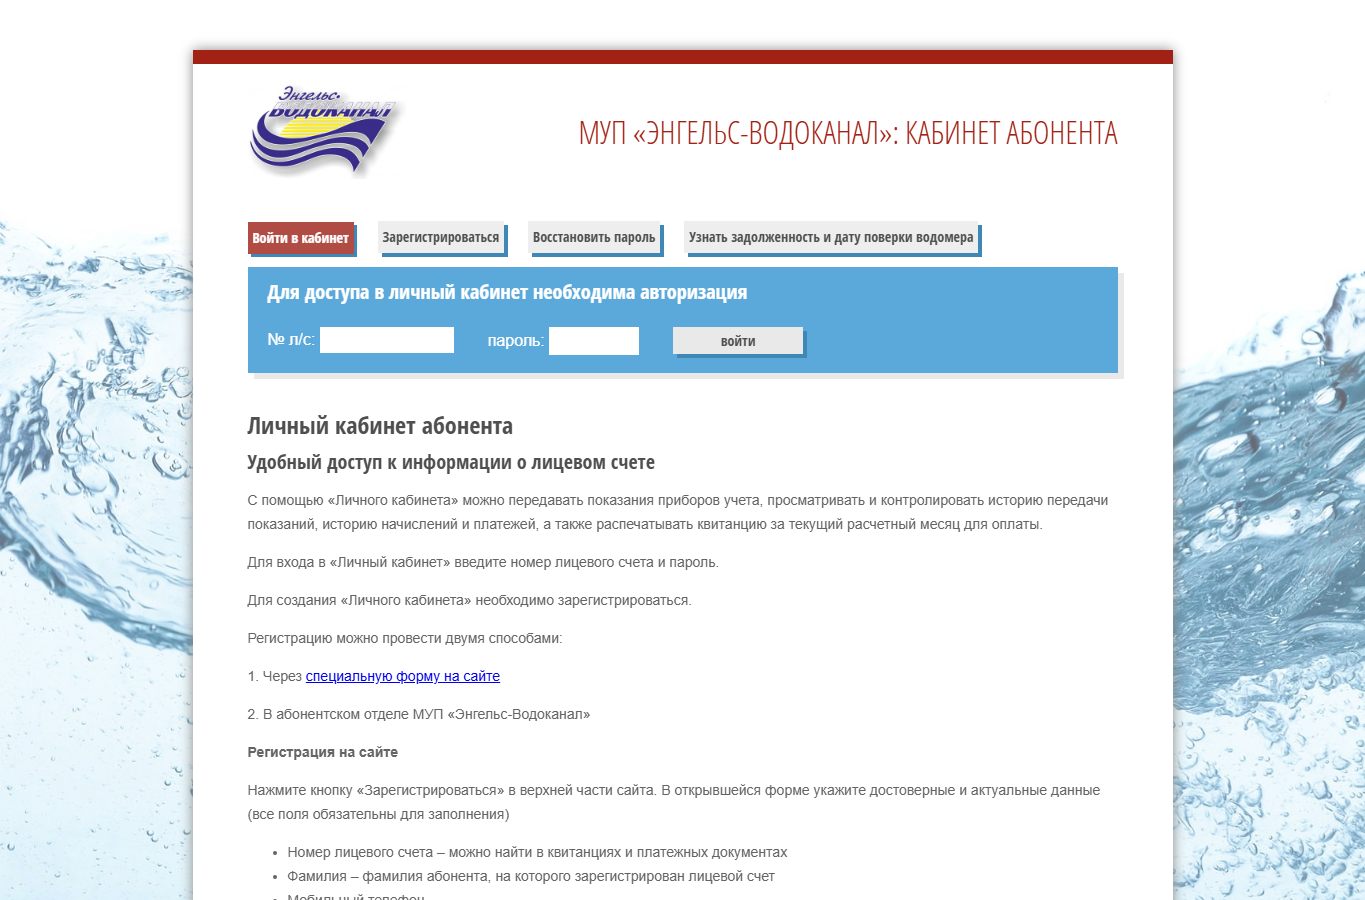 Энгельс-
ВОДОКАНАЛ
МУП «ЭНГЕЛЬС-ВОДОКАНАЛ»: КАБИНЕТ АБОНЕНТА
Войти в кабинет Зарегистрироваться Восстановить пароль Узнать задолженность и дату поверки водомера
Для доступа в личный кабинет необходима авторизация
№ л/с: пароль: войти
Личный кабинет абонента
Удобный доступ к информации о лицевом счете
С помощью «Личного кабинета» можно передавать показания приборов учета, просматривать и контролировать историю передачи
показаний, историю начислений и платежей, а также распечатывать квитанцию за текущий расчетный месяц для оплаты.
Для входа в «Личный кабинет» введите номер лицевого счета и пароль.
Для создания «Личного кабинета» необходимо зарегистрироваться.
Регистрацию можно провести двумя способами:
1. Через специальную форму на сайте
2. В абонентском отделе МУП «Энгельс-Водоканал»
Регистрация на сайте
Нажмите кнопку «Зарегистрироваться» в верхней части сайта. В открывшейся форме укажите достоверные и актуальные данные
(все поля обязательны для заполнения)
• Номер лицевого счета – можно найти в квитанциях и платежных документах
• Фамилия – фамилия абонента, на которого зарегистрирован лицевой счет
• Мобильный телефон